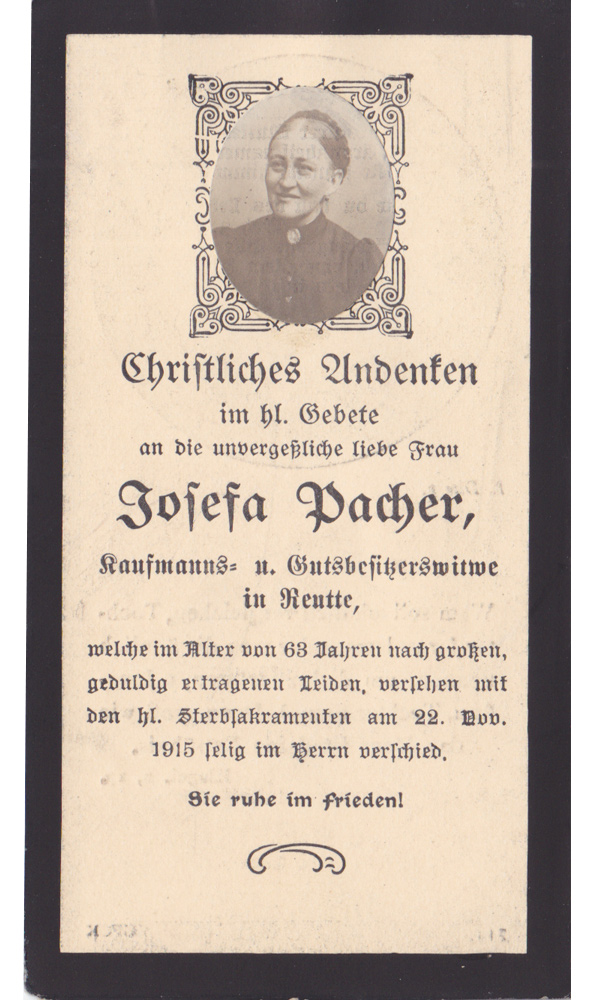 Christliches Andenken
im hl. Gebete
an die unvergeßliche liebe Frau
Josefa Pacher,
Kaufmanns- u. Gutsbesitzerswitwe
in Reutte,
welche im Alter von 63 Jahren nach großen,
geduldig ertragenen Leiden, versehen mit
den hl. Sterbsakramenten am 22. Nov.
1915 selig im Herrn verschied.
Sie ruhe im Frieden!